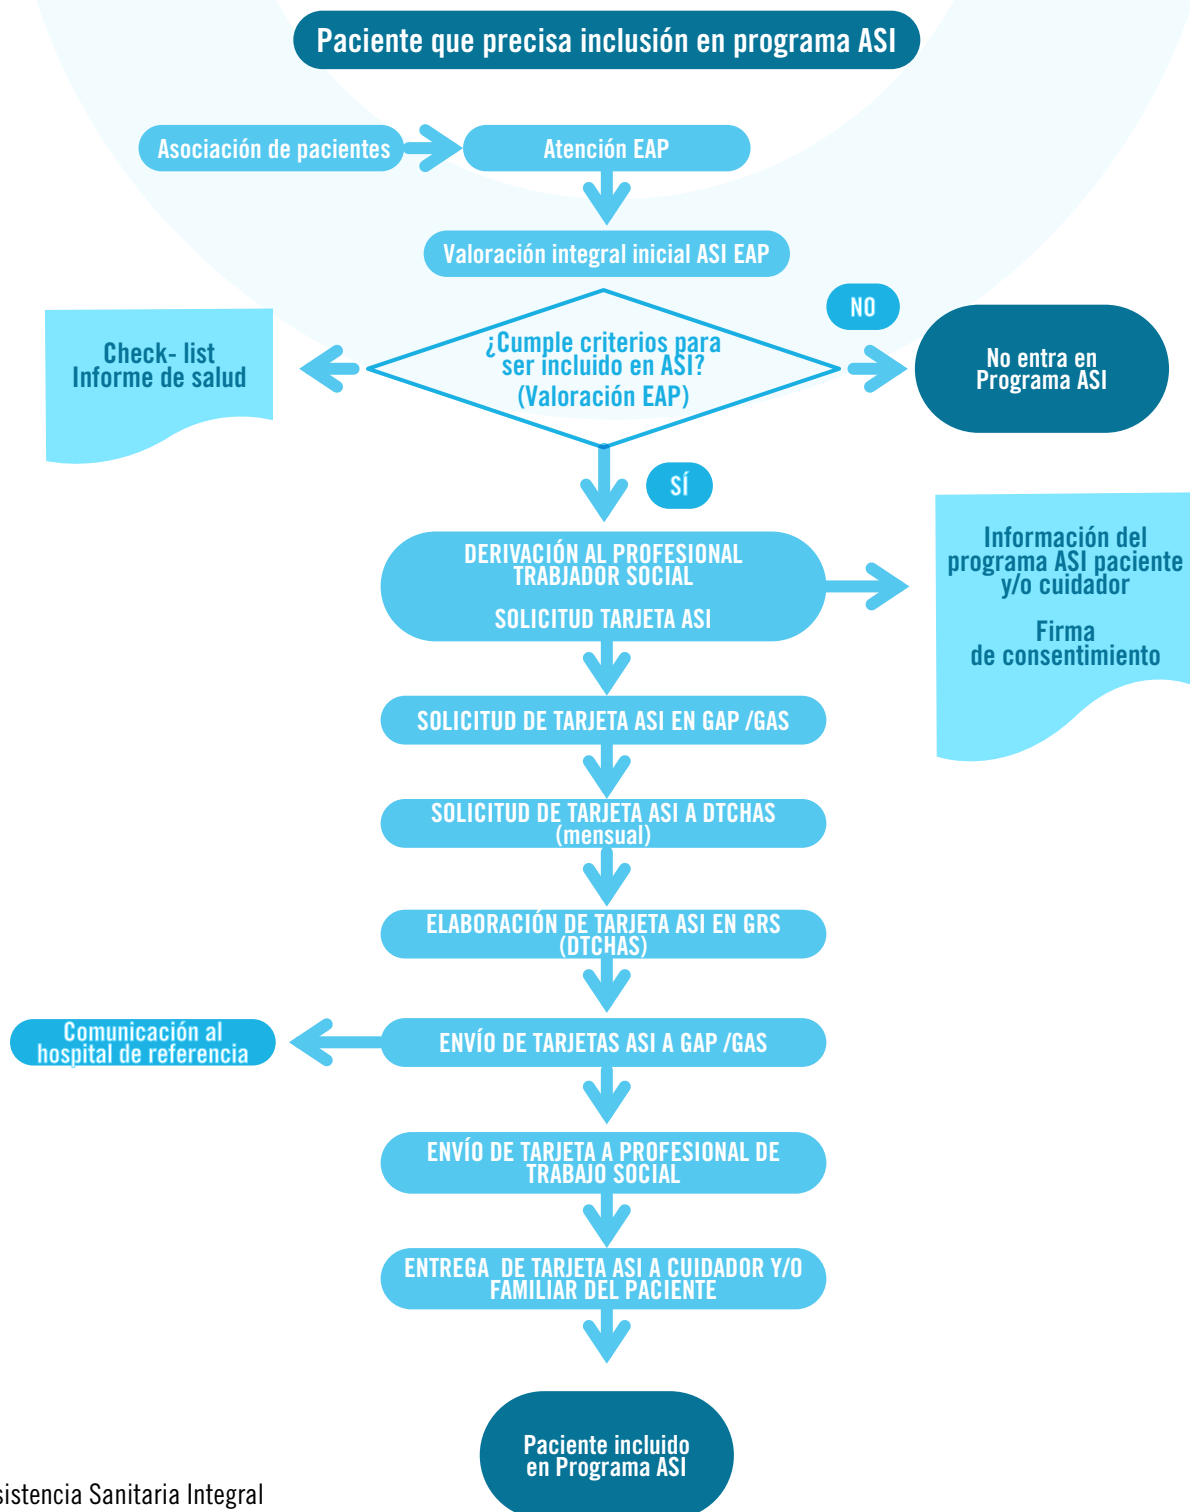 Paciente que precisa inclusión en programa ASI
Asociación de pacientes
Atención EAP
Valoración integral inicial ASI EAP
NO
¿Cumple criterios para
ser incluido en ASI?
(Valoración EAP)
Check- list
Informe de salud
No entra en
Programa ASI
SÍ
DERIVACIÓN AL PROFESIONAL
TRABJADOR SOCIAL
SOLICITUD TARJETA ASI
Información del
programa ASI paciente
y/o cuidador
Firma
de consentimiento
SOLICITUD DE TARJETA ASI EN GAP /GAS
SOLICITUD DE TARJETA ASI A DTCHAS
(mensual)
ELABORACIÓN DE TARJETA ASI EN GRS
(DTCHAS)
Comunicación al
hospital de referencia
ENVÍO DE TARJETAS ASI A GAP /GAS
ENVÍO DE TARJETA A PROFESIONAL DE
TRABAJO SOCIAL
ENTREGA DE TARJETA ASI A CUIDADOR Y/O
FAMILIAR DEL PACIENTE
Paciente incluido
en Programa ASI
sistencia Sanitaria Integral